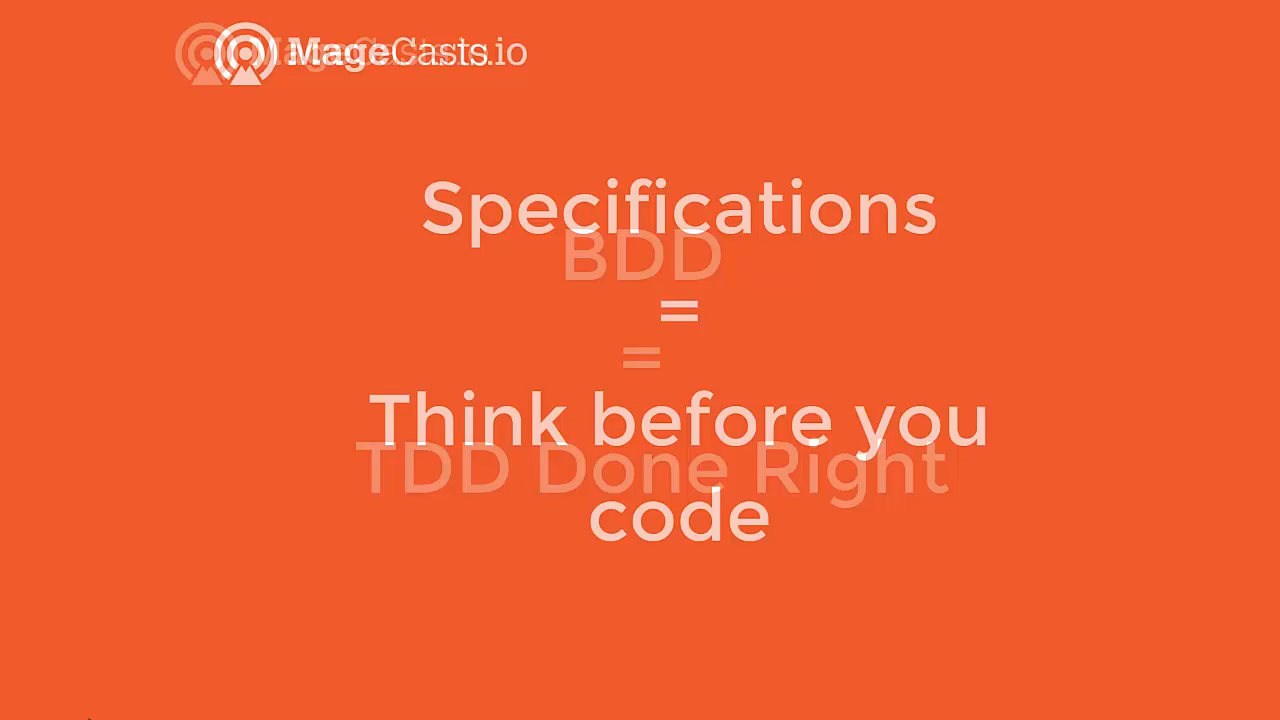 MageCasts.io
Specifications
BDD
=
=
Think before you
TDD Done Right
code